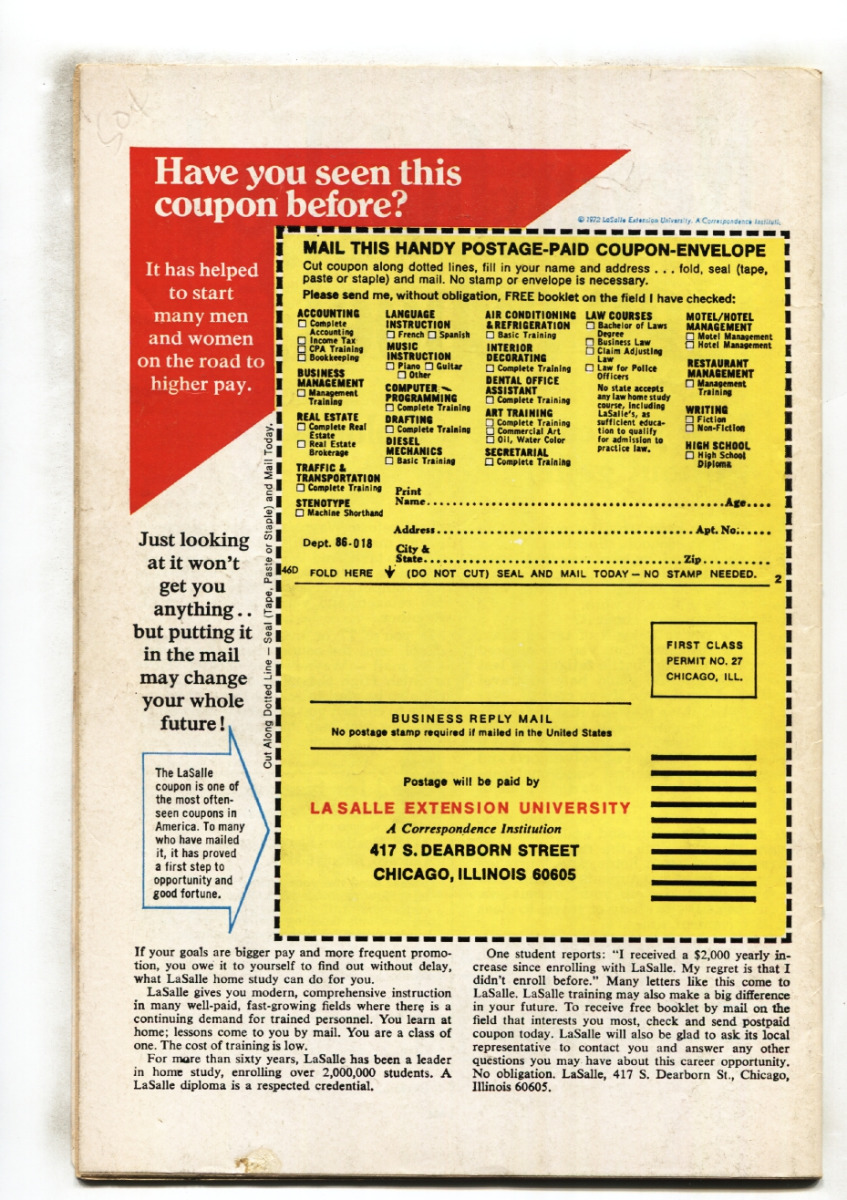 Have you seen this
coupon before?
It has helped
to start
many men
and women
on the road to
higher pay.
Just looking
at it won't
get you
anything..
but putting it
in the mail
may change
your whole
future!
The LaSalle
coupon is one of
the most often-
seen coupons in
America. To many
who have mailed
it, it has proved
a first step to
opportunity and
good fortune.
© 1972 LaSalle Extension University. A Correspondence
Cut Along Dotted Line — Seal (Tape, Paste or Staple) and Mail Today.
MAIL THIS HANDY POSTAGE-PAID COUPON-ENVELOPE
Cut coupon along dotted lines, fill in your name and address . . . fold, seal (tape,
paste or staple) and mail. No stamp or envelope is necessary.
Please send me, without obligation, FREE booklet on the field I have checked:
ACCOUNTING
☐ Complete
Accounting
☐ Income Tax
☐ CPA Training
☐ Bookkeeping
BUSINESS
MANAGEMENT
☐ Management
Training
REAL ESTATE
☐ Complete Real
Estate
☐ Real Estate
Brokerage
TRAFFIC &
TRANSPORTATION
☐ Complete Training
STENOTYPE
☐ Machine Shorthand
LANGUAGE
INSTRUCTION
☐ French ☐ Spanish
MUSIC
INSTRUCTION
☐ Piano ☐ Guitar
☐ Other
COMPUTER
PROGRAMMING
☐ Complete Training
DRAFTING
☐ Complete Training
DIESEL
MECHANICS
☐ Basic Training
AIR CONDITIONING
& REFRIGERATION
☐ Basic Training
INTERIOR
DECORATING
☐ Complete Training
DENTAL OFFICE
ASSISTANT
☐ Complete Training
ART TRAINING
☐ Complete Training
☐ Commercial Art
☐ Oil, Water Color
SECRETARIAL
☐ Complete Training
LAW COURSES
☐ Bachelor of Laws
Degree
☐ Business Law
☐ Claim Adjusting
Law
☐ Law for Police
Officers
No state accepts
any law home study
course, including
LaSalle's, as
sufficient educa-
tion to qualify
for admission to
practice law.
MOTEL/HOTEL
MANAGEMENT
☐ Motel Management
☐ Hotel Management
RESTAURANT
MANAGEMENT
☐ Management
Training
WRITING
☐ Fiction
☐ Non-Fiction
HIGH SCHOOL
☐ High School
Diploma
Print
Name..........Age....
Address..........Apt. No......
Dept. 86-018
City &
State..........Zip..........
46D FOLD HERE ↓ (DO NOT CUT) SEAL AND MAIL TODAY — NO STAMP NEEDED. 2
FIRST CLASS
PERMIT NO. 27
CHICAGO, ILL.
BUSINESS REPLY MAIL
No postage stamp required if mailed in the United States
Postage will be paid by
LA SALLE EXTENSION UNIVERSITY
A Correspondence Institution
417 S. DEARBORN STREET
CHICAGO, ILLINOIS 60605
If your goals are bigger pay and more frequent promo-
tion, you owe it to yourself to find out without delay,
what LaSalle home study can do for you.
LaSalle gives you modern, comprehensive instruction
in many well-paid, fast-growing fields where there is a
continuing demand for trained personnel. You learn at
home; lessons come to you by mail. You are a class of
one. The cost of training is low.
For more than sixty years, LaSalle has been a leader
in home study, enrolling over 2,000,000 students. A
LaSalle diploma is a respected credential.
One student reports: "I received a $2,000 yearly in-
crease since enrolling with LaSalle. My regret is that I
didn't enroll before." Many letters like this come to
LaSalle. LaSalle training may also make a big difference
in your future. To receive free booklet by mail on the
field that interests you most, check and send postpaid
coupon today. LaSalle will also be glad to ask its local
representative to contact you and answer any other
questions you may have about this career opportunity.
No obligation. LaSalle, 417 S. Dearborn St., Chicago,
Illinois 60605.